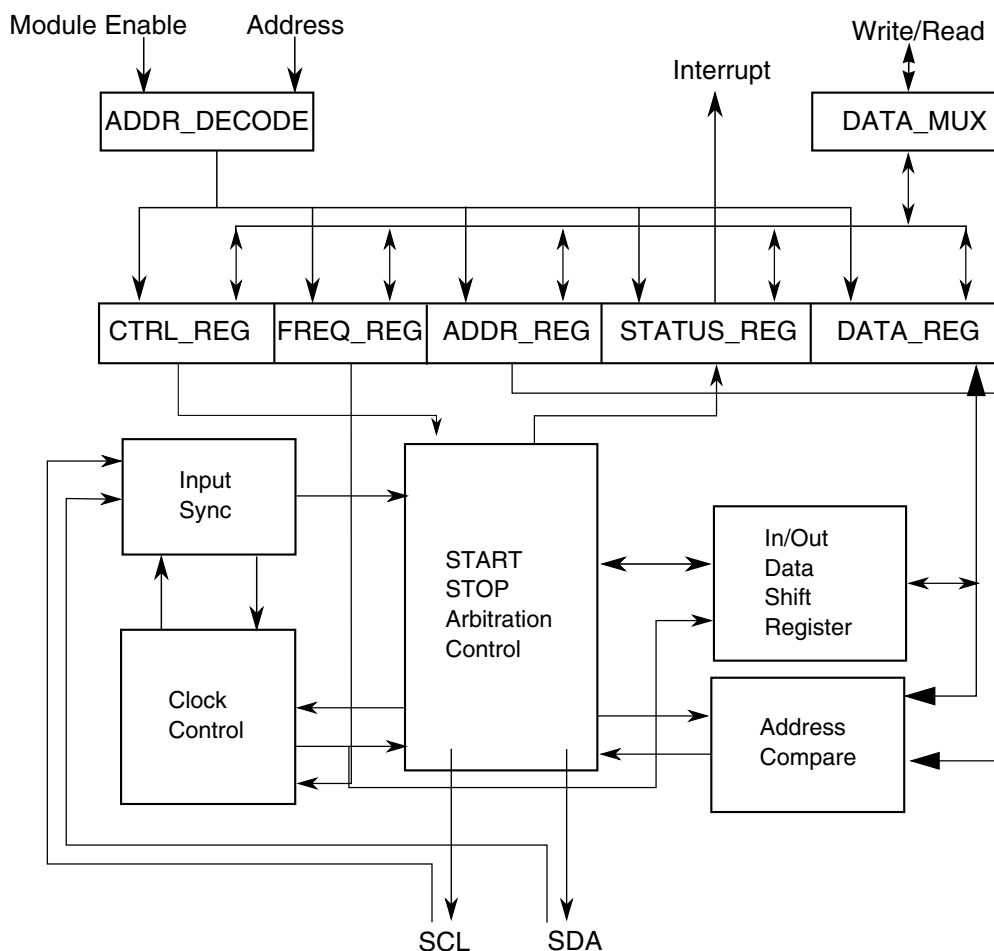 Module Enable
Address
Write/Read
Interrupt
ADDR_DECODE
DATA_MUX
CTRL_REG
FREQ_REG
ADDR_REG
STATUS_REG
DATA_REG
Input
Sync
START
STOP
Arbitration
Control
In/Out
Data
Shift
Register
Clock
Control
Address
Compare
SCL
SDA